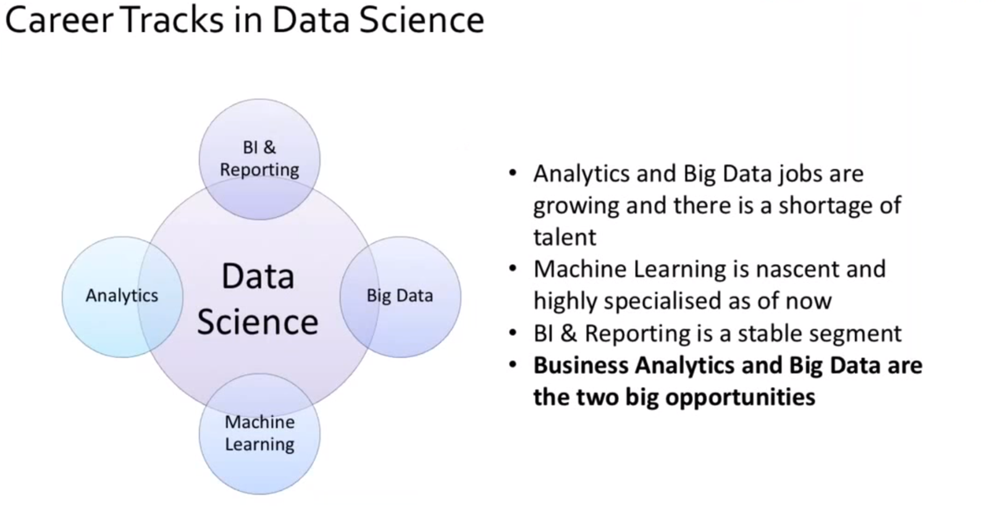 Career Tracks in Data Science
BI &
Reporting
Analytics
Data
Science
Big Data
Machine
Learning
• Analytics and Big Data jobs are
growing and there is a shortage of
talent
• Machine Learning is nascent and
highly specialised as of now
• BI & Reporting is a stable segment
• Business Analytics and Big Data are
the two big opportunities